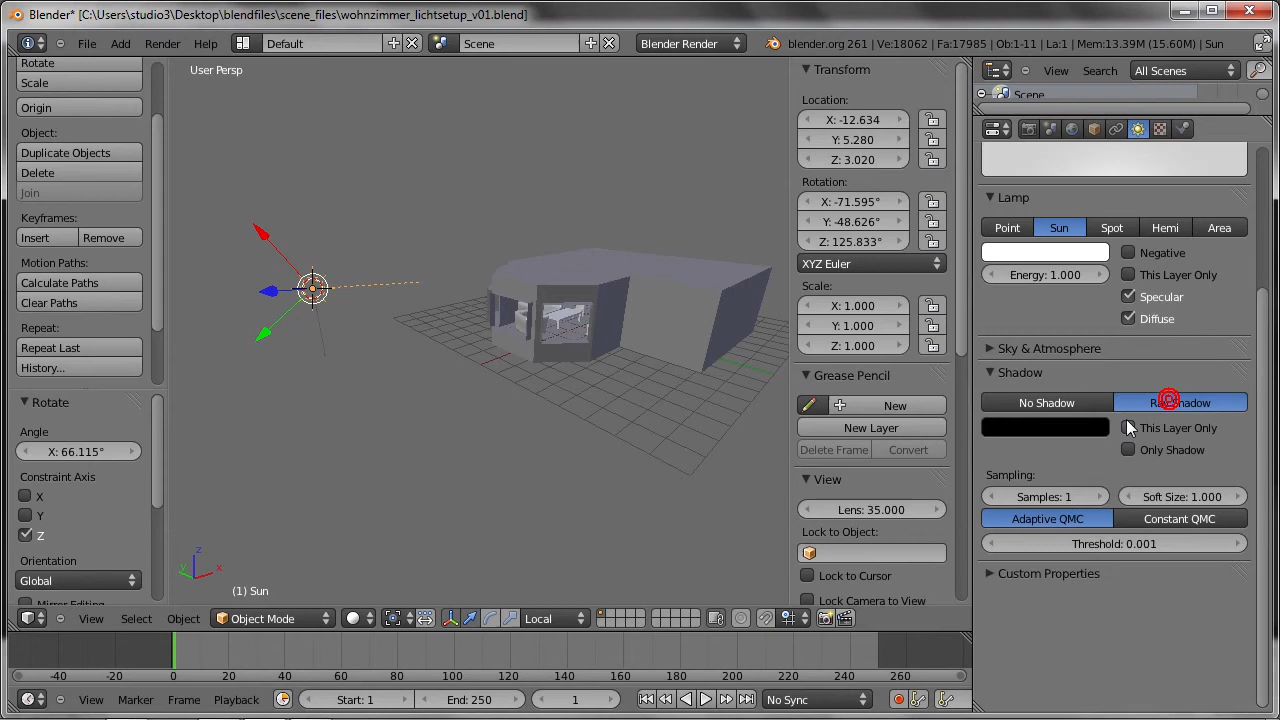 Blender* [C:\Users\studio3\Desktop\blendfiles\scene_files\wohnzimmer_lichtsetup_v01.blend]
File Add Render Help Default Scene Blender Render blender.org 261 | Ve:18062 | Fa:17985 | Ob:1-11 | La:1 | Mem:13.39M (15.60M) | Sun
View Search All Scenes
Scene
Rotate
Scale
Origin
Object:
Duplicate Objects
Delete
Join
Keyframes:
Insert Remove
Motion Paths:
Calculate Paths
Clear Paths
Repeat:
Repeat Last
History...
Rotate
Angle
X: 66.115°
Constraint Axis
X
Y
Z
Orientation
Global
Mirror Editing
User Persp
z
y
x
(1) Sun
Transform
Location:
X: -12.634
Y: 5.280
Z: 3.020
Rotation:
X: -71.595°
Y: -48.626°
Z: 125.833°
XYZ Euler
Scale:
X: 1.000
Y: 1.000
Z: 1.000
Grease Pencil
New
New Layer
Delete Frame Convert
View
Lens: 35.000
Lock to Object:
Lock to Cursor
Lock Camera to View
Lamp
Point Sun Spot Hemi Area
Negative
Energy: 1.000 This Layer Only
Specular
Diffuse
Sky & Atmosphere
Shadow
No Shadow Ray Shadow
This Layer Only
Only Shadow
Sampling:
Samples: 1 Soft Size: 1.000
Adaptive QMC Constant QMC
Threshold: 0.001
Custom Properties
View Select Object Object Mode Local
-40 -20 0 20 40 60 80 100 120 140 160 180 200 220 240 260
View Marker Frame Playback Start: 1 End: 250 1 No Sync